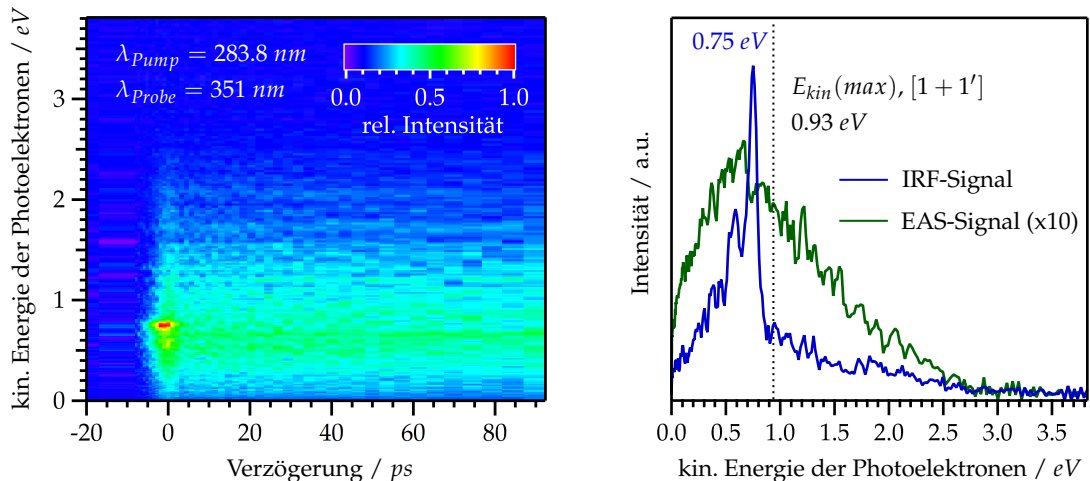 kin. Energie der Photoelektronen / eV
3
2
1
0
λPump = 283.8 nm
λProbe = 351 nm
0.0 0.5 1.0
rel. Intensität
-20 0 20 40 60 80
Verzögerung / ps
Intensität / a.u.
0.75 eV
Ekin(max), [1 + 1′]
0.93 eV
IRF-Signal
EAS-Signal (x10)
0.0 0.5 1.0 1.5 2.0 2.5 3.0 3.5
kin. Energie der Photoelektronen / eV